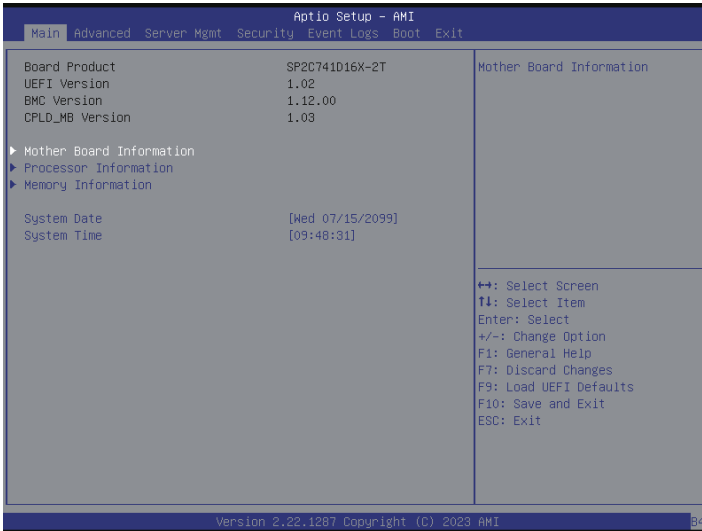 Aptio Setup - AMI
Main Advanced Server Mgmt Security Event Logs Boot Exit
Board Product SP2C741D16X-2T
UEFI Version 1.02
BMC Version 1.12.00
CPLD_MB Version 1.03
Mother Board Information
Processor Information
Memory Information
System Date [Wed 07/15/2099]
System Time [09:48:31]
Mother Board Information
↔: Select Screen
↑↓: Select Item
Enter: Select
+/-: Change Option
F1: General Help
F7: Discard Changes
F9: Load UEFI Defaults
F10: Save and Exit
ESC: Exit
Version 2.22.1287 Copyright (C) 2023 AMI